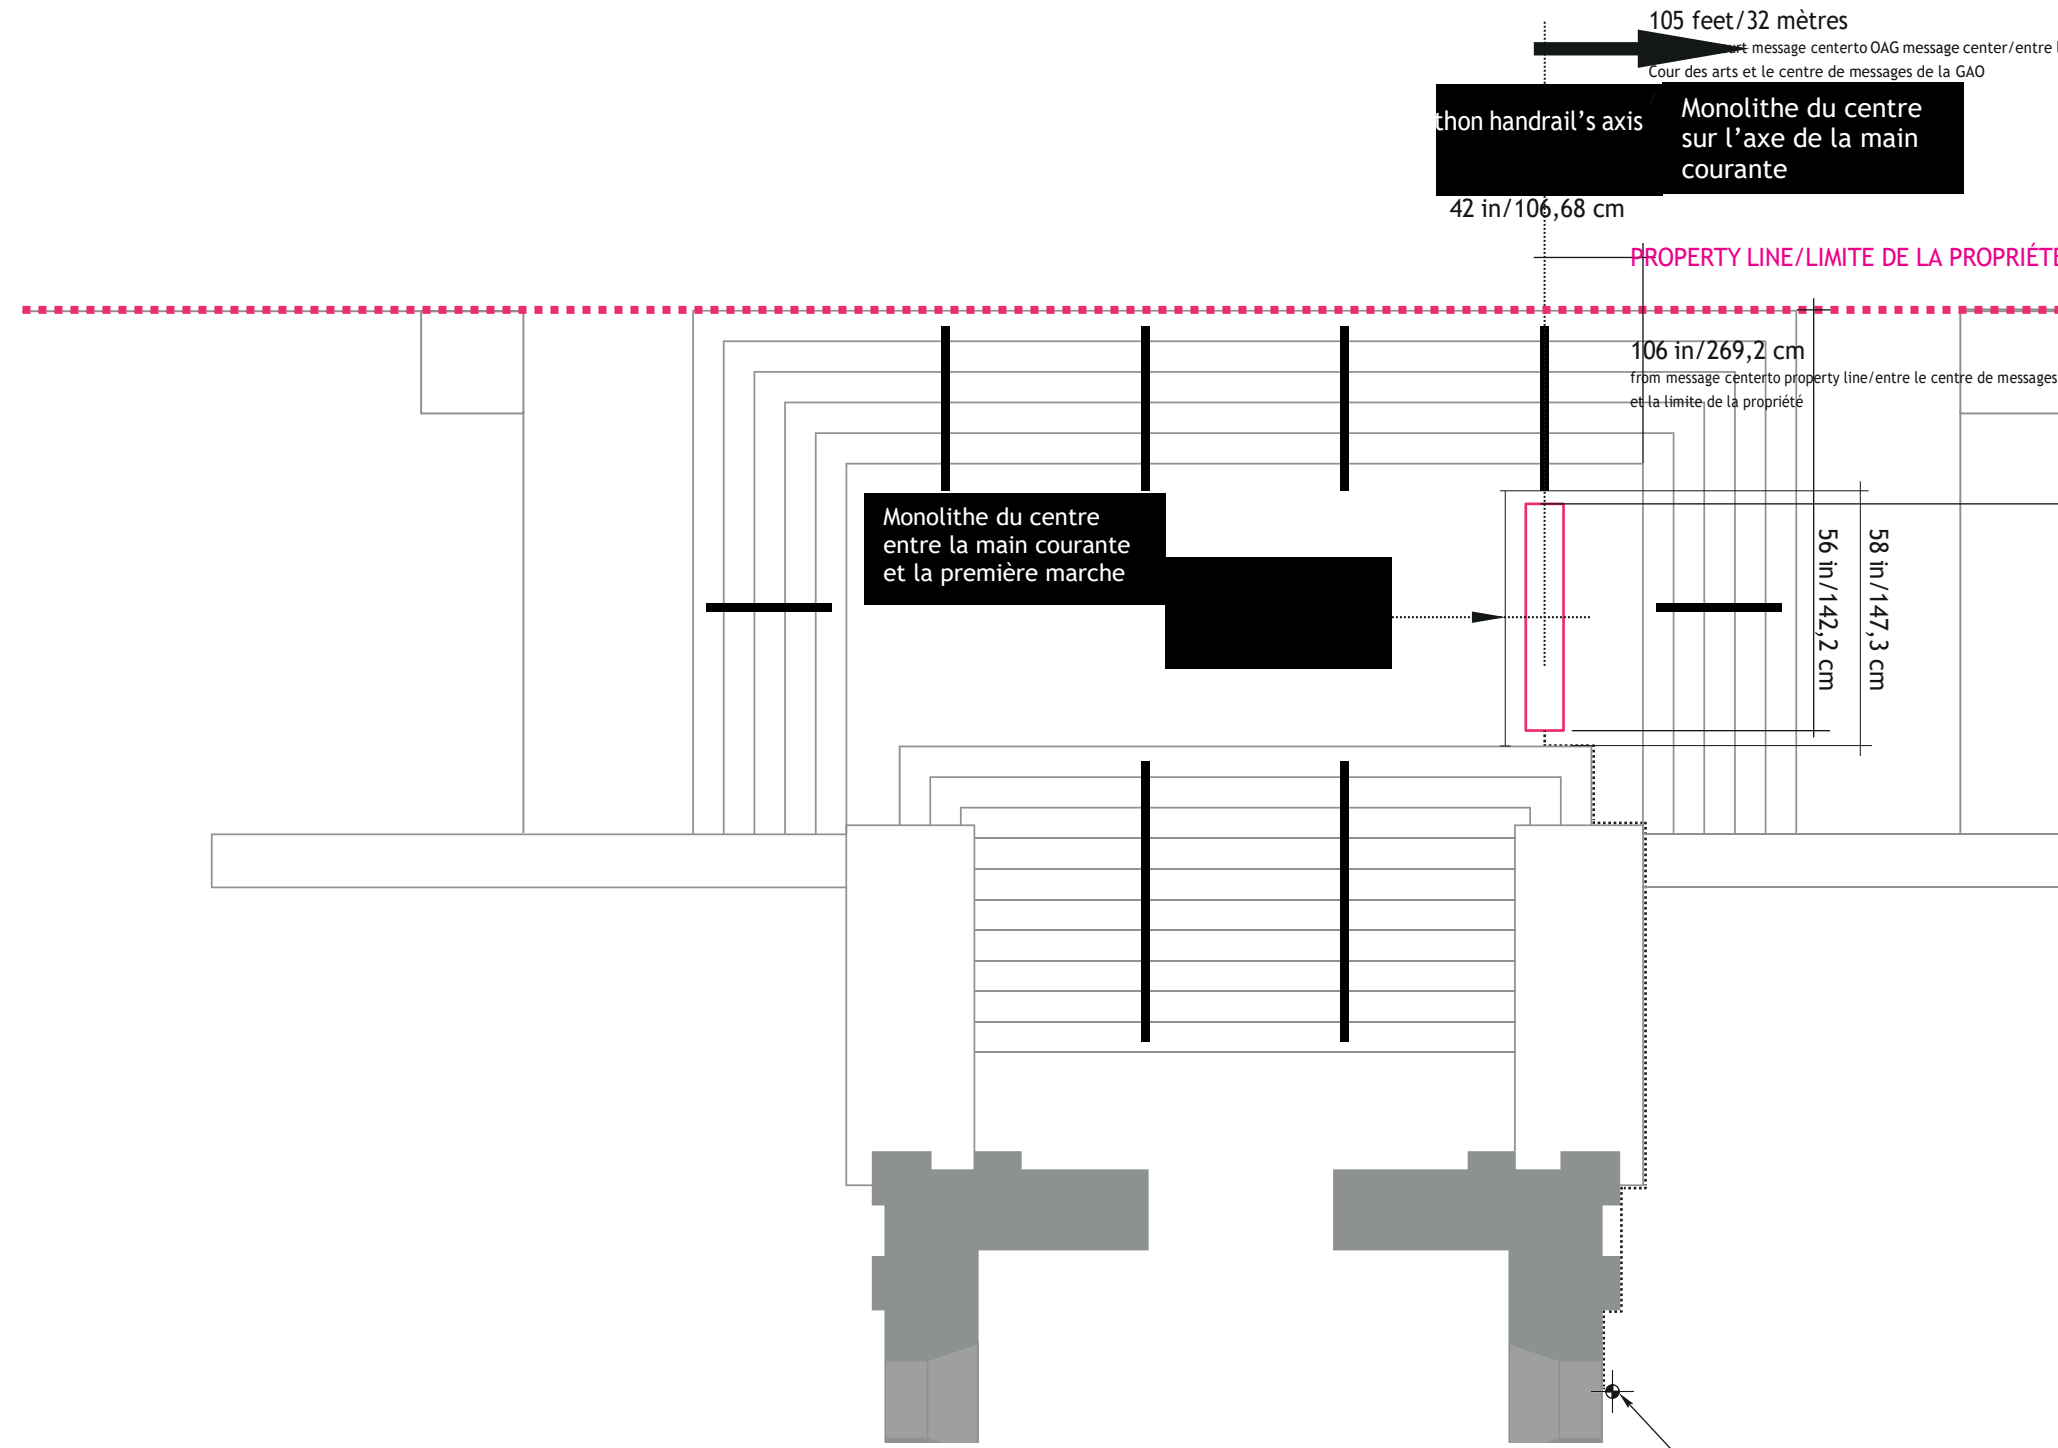 105 feet/32 mètres
message centerto OAG message center/entre
Cour des arts et le centre de messages de la GAO
thon handrail's axis
Monolithe du centre
sur l'axe de la main
courante
42 in/106,68 cm
PROPERTY LINE/LIMITE DE LA PROPRIÉTÉ
106 in/269,2 cm
from message centerto property line/entre le centre de messages
et la limite de la propriété
Monolithe du centre
entre la main courante
et la première marche
56 in/142,2 cm
58 in/147,3 cm